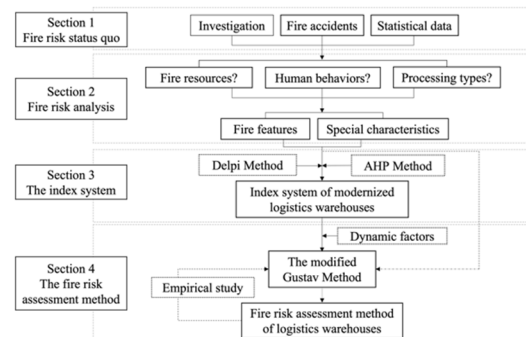 Section 1
Fire risk status quo
Investigation
Fire accidents
Statistical data
Section 2
Fire risk analysis
Fire resources?
Human behaviors?
Processing types?
Fire features
Special characteristics
Section 3
The index system
Delpi Method
AHP Method
Index system of modernized
logistics warehouses
Dynamic factors
Section 4
The fire risk
assessment method
The modified
Gustav Method
Empirical study
Fire risk assessment method
of logistics warehouses